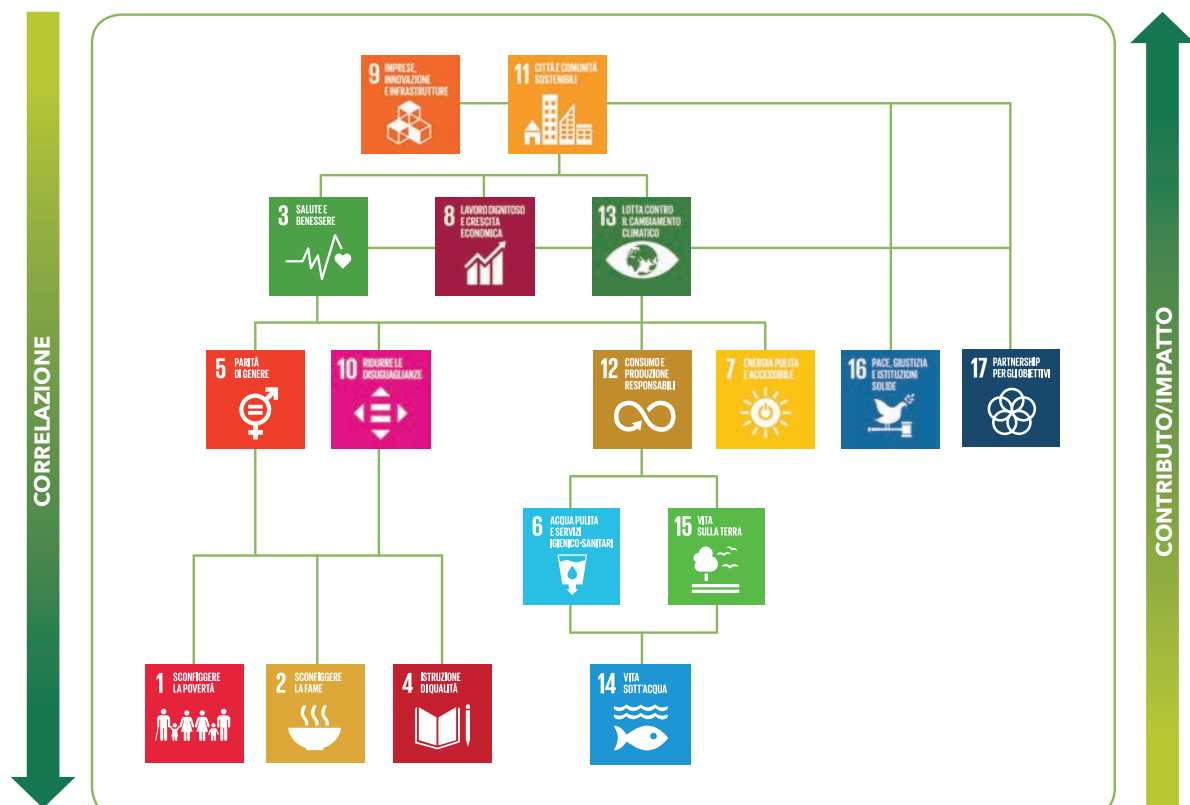 CORRELAZIONE
9 IMPRESE,
INNOVAZIONE
E INFRASTRUTTURE
11 CITTÀ E COMUNITÀ
SOSTENIBILI
3 SALUTE E
BENESSERE
8 LAVORO DIGNITOSO
E CRESCITA
ECONOMICA
13 LOTTA CONTRO
IL CAMBIAMENTO
CLIMATICO
5 PARITÀ
DI GENERE
10 RIDURRE LE
DISUGUAGLIANZE
12 CONSUMO E
PRODUZIONE
RESPONSABILI
7 ENERGIA PULITA
E ACCESSIBILE
16 PACE, GIUSTIZIA
E ISTITUZIONI
SOLIDE
17 PARTNERSHIP
PER GLI OBIETTIVI
6 ACQUA PULITA
E SERVIZI
IGIENICO-SANITARI
15 VITA
SULLA TERRA
1 SCONFIGGERE
LA POVERTÀ
2 SCONFIGGERE
LA FAME
4 ISTRUZIONE
DI QUALITÀ
14 VITA
SOTT'ACQUA
CONTRIBUTO/IMPATTO